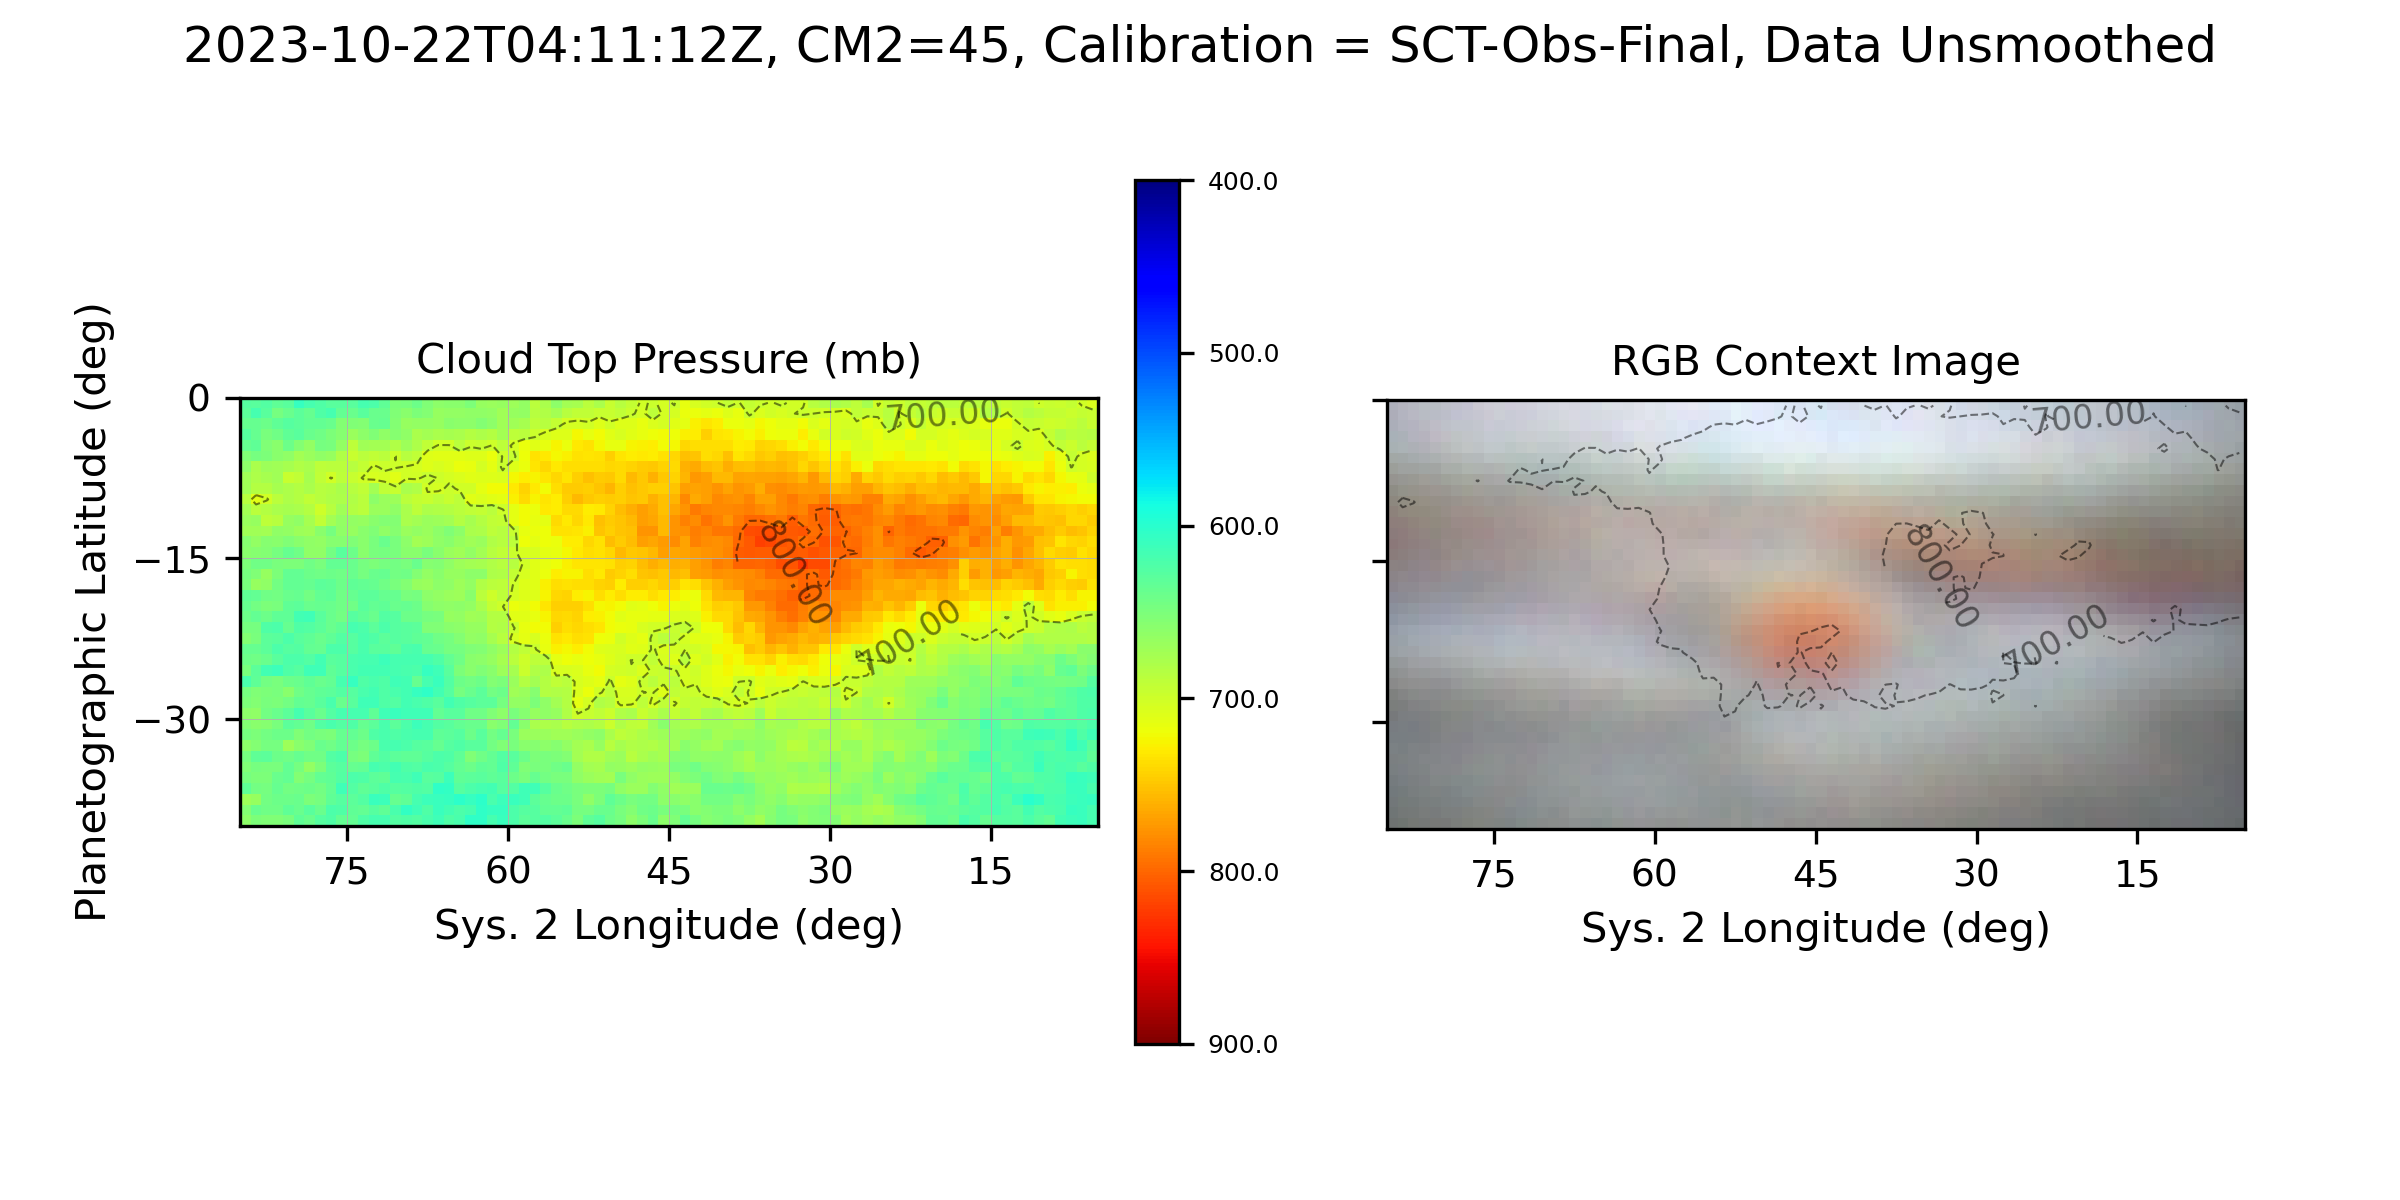 2023-10-22T04:11:12Z, CM2=45, Calibration = SCT-Obs-Final, Data Unsmoothed
Cloud Top Pressure (mb)
Planetographic Latitude (deg)
0
−15
−30
700.00
800.00
700.00
75 60 45 30 15
Sys. 2 Longitude (deg)
400.0
500.0
600.0
700.0
800.0
900.0
RGB Context Image
700.00
800.00
700.00
75 60 45 30 15
Sys. 2 Longitude (deg)